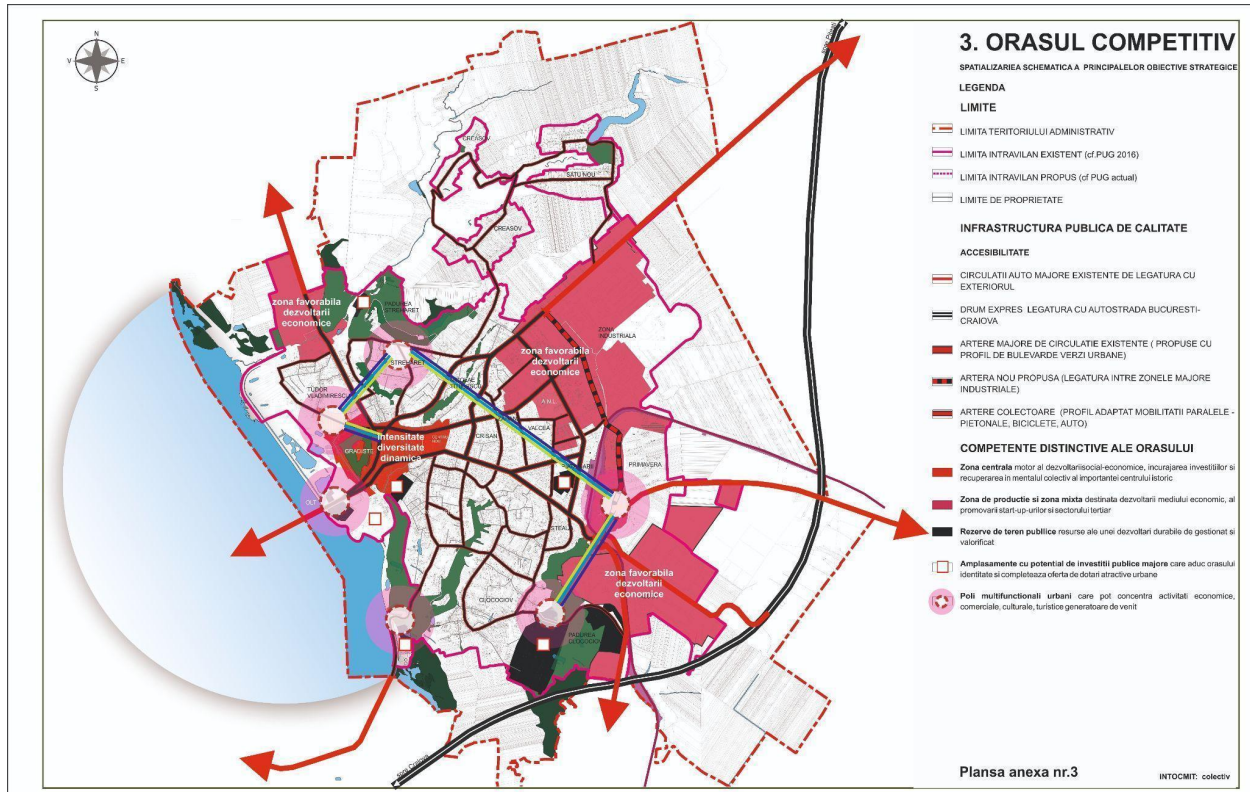 3. ORASUL COMPETITIV
SPATIALIZARIEA SCHEMATICA A PRINCIPALELOR OBIECTIVE STRATEGICE
LEGENDA
LIMITE
LIMITA TERITORIULUI ADMINISTRATIV
LIMITA INTRAVILAN EXISTENT (cf.PUG 2016)
LIMITA INTRAVILAN PROPUS (cf PUG actual)
LIMITE DE PROPRIETATE
INFRASTRUCTURA PUBLICA DE CALITATE
ACCESIBILITATE
CIRCULATII AUTO MAJORE EXISTENTE DE LEGATURA CU
EXTERIORUL
DRUM EXPRES LEGATURA CU AUTOSTRADA BUCURESTI-
CRAIOVA
ARTERE MAJORE DE CIRCULATIE EXISTENTE ( PROPUSE CU
PROFIL DE BULEVARDE VERZI URBANE)
ARTERA NOU PROPUSA (LEGATURA INTRE ZONELE MAJORE
INDUSTRIALE)
ARTERE COLECTOARE (PROFIL ADAPTAT MOBILITATII PARALELE -
PIETONALE, BICICLETE, AUTO)
COMPETENTE DISTINCTIVE ALE ORASULUI
Zona centrala motor al dezvoltariisocial-economice, incurajarea investitiilor si
recuperarea in mentalul colectiv al importantei centrului istoric
Zona de productie si zona mixta destinata dezvoltarii mediului economic, al
promovarii start-up-urilor si sectorului tertiar
Rezerve de teren publice resurse ale unei dezvoltari durabile de gestionat si
valorificat
Amplasamente cu potential de investitii publice majore care aduc orasului
identitate si completeaza oferta de dotari atractive urbane
Poli multifunctionali urbani care pot concentra activitati economice,
comerciale, culturale, turistice generatoare de venit
Plansa anexa nr.3
INTOCMIT: colectiv
N
V
E
S
CREASOV
SATU NOU
CREASOV
zona favorabila
dezvoltarii
economice
PADUREA
STREHARET
ZONA
INDUSTRIALA
zona favorabila
dezvoltarii
economice
STREHARET
TUDOR
VLADIMIRESCU
A.N.L.
VALCEA
CRISAN
intensitate
diversitate
dinamica
GRADISTE
PRIMAVERA
OLT
STEAUA
zona favorabila
dezvoltarii
economice
CLOCOCIOV
PADUREA
CLOCOCIOV
spre Craiova